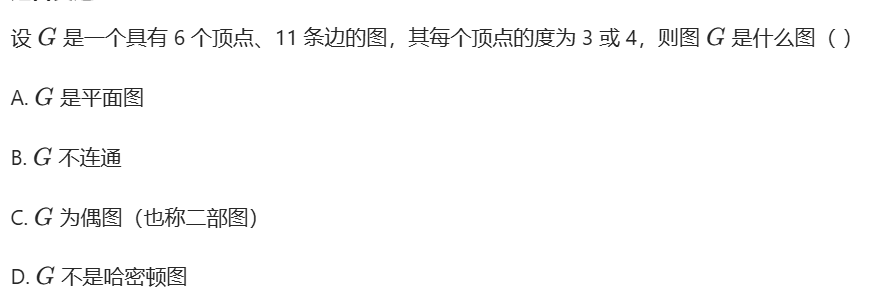 设 G 是一个具有 6 个顶点、11 条边的图，其每个顶点的度为 3 或 4，则图 G 是什么图（ ）
A. G 是平面图
B. G 不连通
C. G 为偶图（也称二部图）
D. G 不是哈密顿图